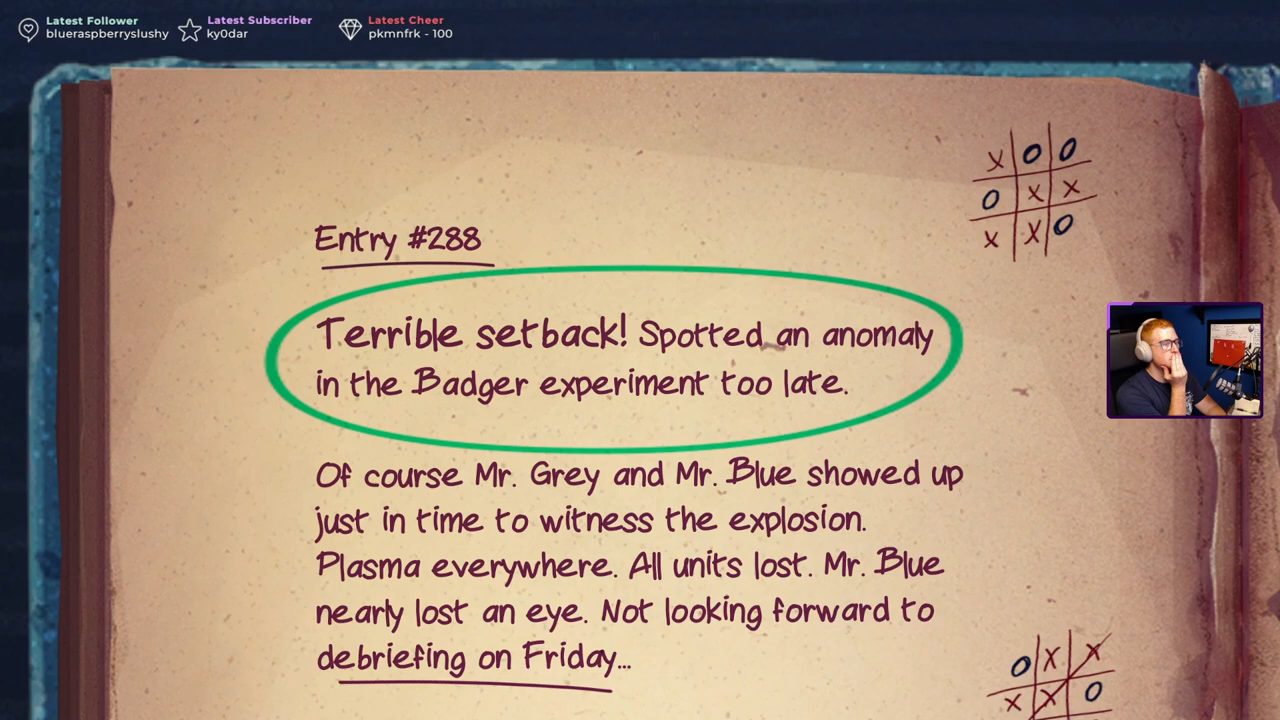 Latest Follower
blueraspberryslushy
Latest Subscriber
ky0dar
Latest Cheer
pkmnfrk - 100
X O O
O X X
X X O
Entry #288
Terrible setback! Spotted an anomaly
in the Badger experiment too late.
Of course Mr. Grey and Mr. Blue showed up
just in time to witness the explosion.
Plasma everywhere. All units lost. Mr. Blue
nearly lost an eye. Not looking forward to
debriefing on Friday...
O X X
X X O